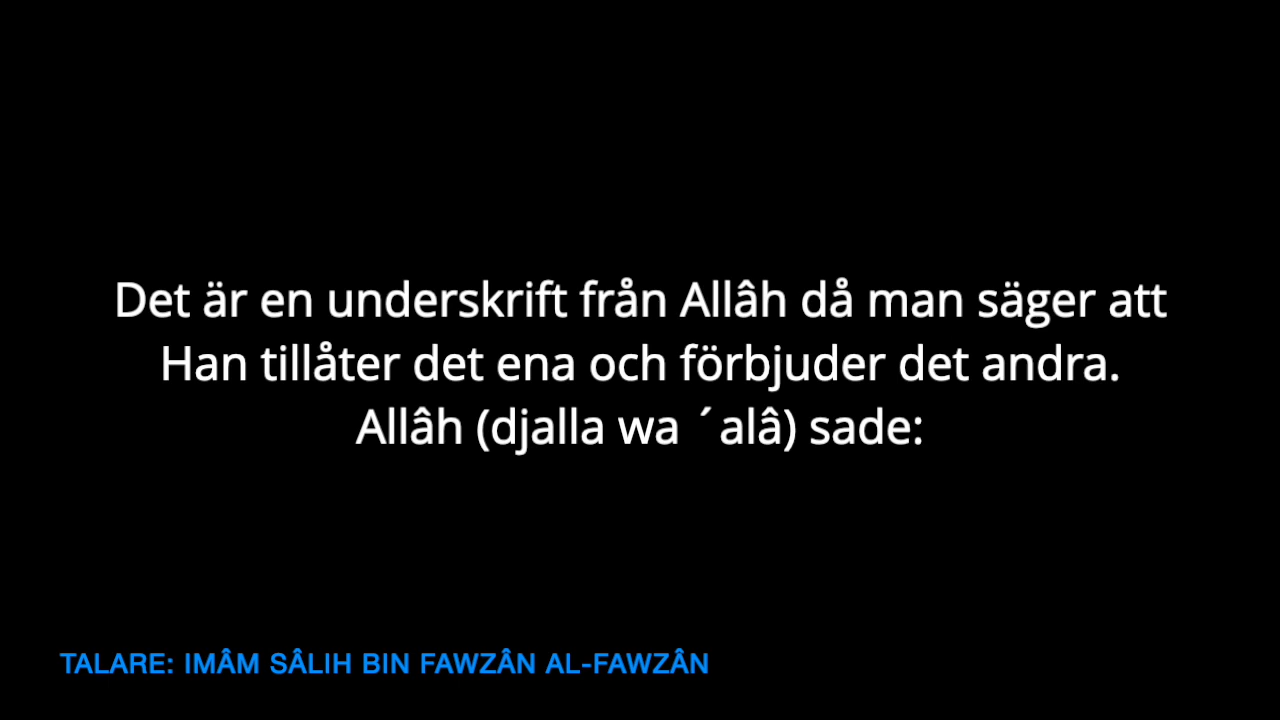 Det är en underskrift från Allâh då man säger att
Han tillåter det ena och förbjuder det andra.
Allâh (djalla wa ´alâ) sade:
TALARE: IMÂM SÂLIH BIN FAWZÂN AL-FAWZÂN